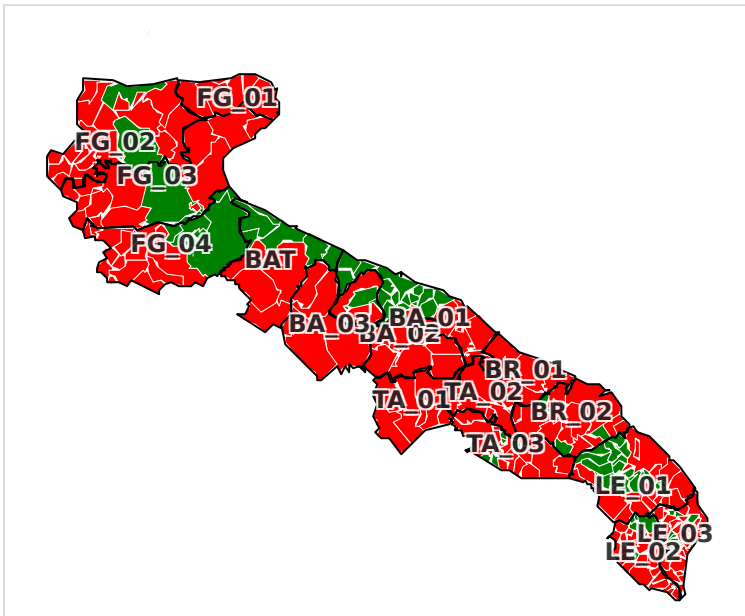 FG_01
FG_02
FG_03
FG_04
BAT
BA_01
BA_03
BA_02
BR_01
TA_02
TA_01
BR_02
TA_03
LE_01
LE_03
LE_02